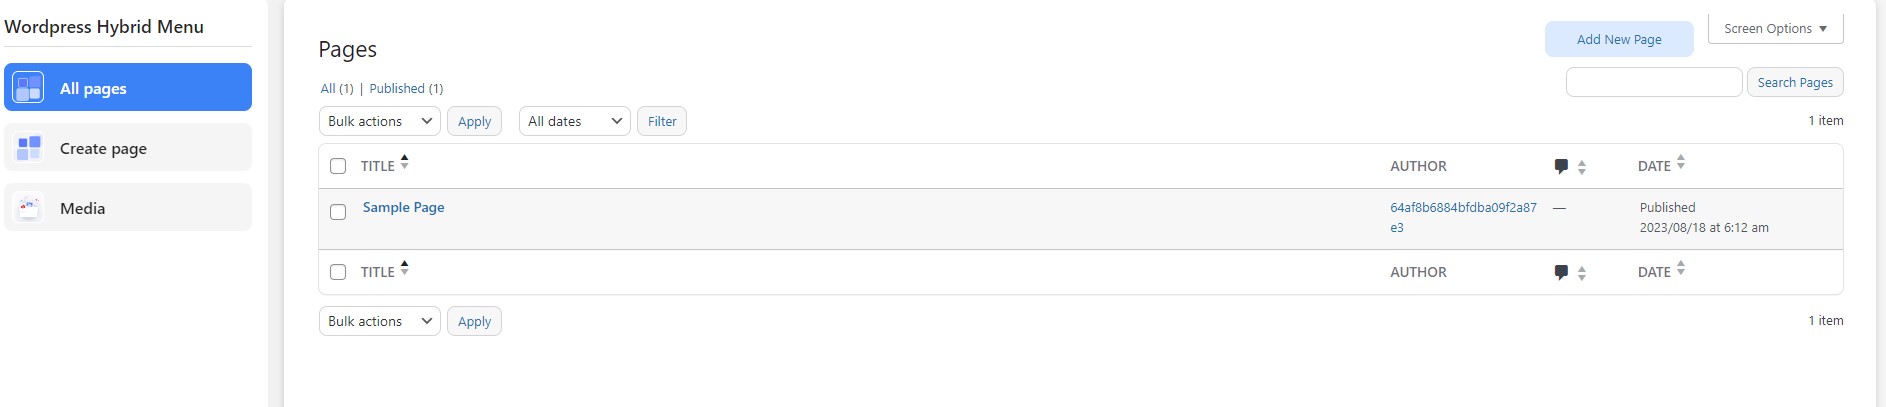 Wordpress Hybrid Menu
All pages
Create page
Media
Pages
Add New Page
Screen Options
All (1) | Published (1)
Search Pages
Bulk actions Apply All dates Filter
1 item
TITLE AUTHOR DATE
Sample Page 64af8b6884bfdba09f2a87 — Published
e3 2023/08/18 at 6:12 am
TITLE AUTHOR DATE
Bulk actions Apply
1 item